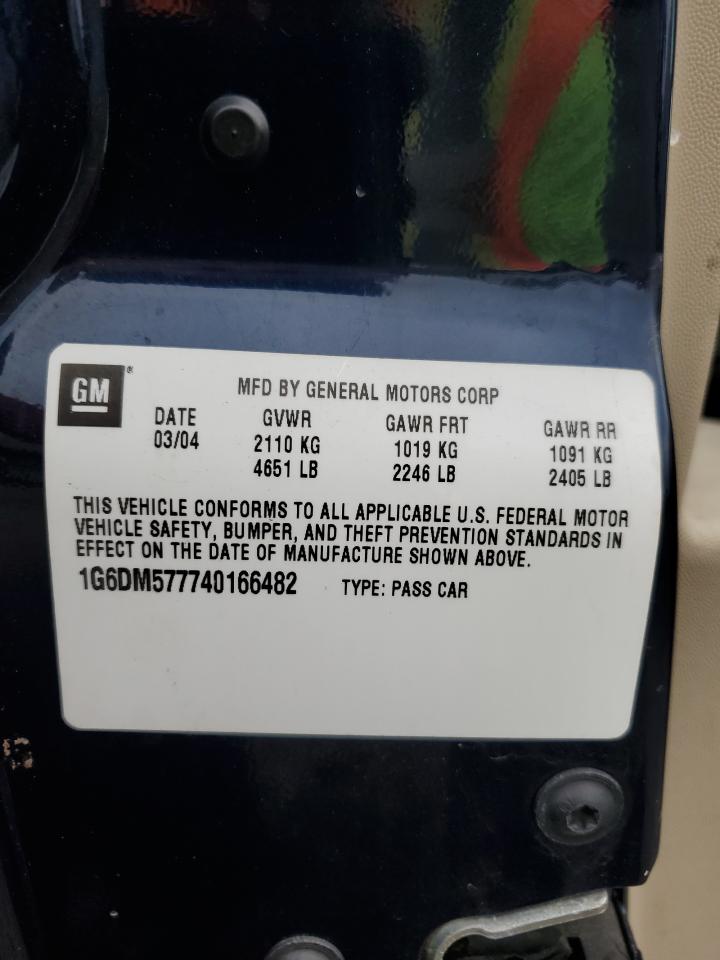 GM®
MFD BY GENERAL MOTORS CORP
DATE GVWR GAWR FRT GAWR RR
03/04 2110 KG 1019 KG 1091 KG
4651 LB 2246 LB 2405 LB
THIS VEHICLE CONFORMS TO ALL APPLICABLE U.S. FEDERAL MOTOR
VEHICLE SAFETY, BUMPER, AND THEFT PREVENTION STANDARDS IN
EFFECT ON THE DATE OF MANUFACTURE SHOWN ABOVE.
1G6DM577740166482 TYPE: PASS CAR